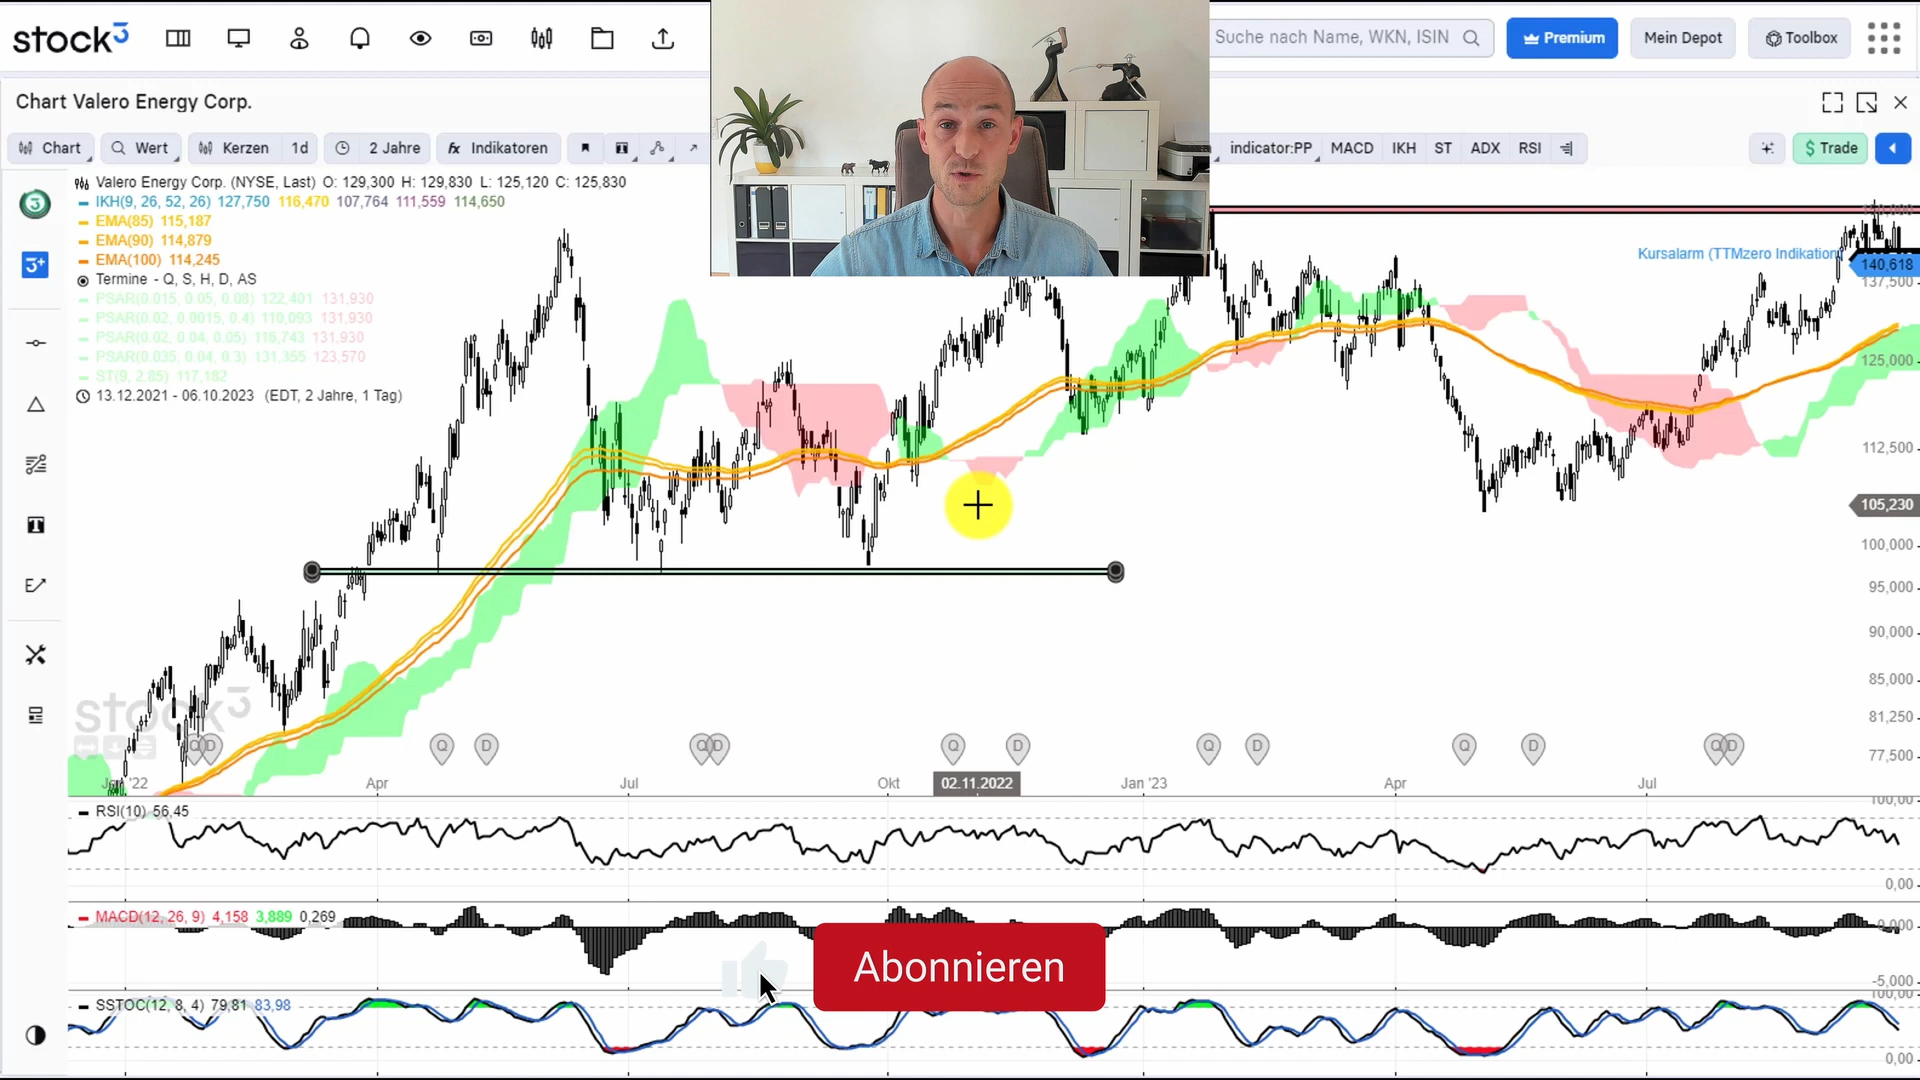 stock3
Suche nach Name, WKN, ISIN
Premium
Mein Depot
Toolbox
Chart Valero Energy Corp.
Chart
Wert
Kerzen
1d
2 Jahre
fx Indikatoren
indicator:PP
MACD
IKH
ST
ADX
RSI
$ Trade
Valero Energy Corp. (NYSE, Last) O: 129,300 H: 129,830 L: 125,120 C: 125,830
IKH(9, 26, 52, 26) 127,750 116,470 107,764 111,559 114,650
EMA(85) 115,187
EMA(90) 114,879
EMA(100) 114,245
Termine - Q, S, H, D, AS
PSAR(0.015, 0.05, 0.08) 122,401 131,930
PSAR(0.02, 0.0015, 0.4) 110,093 131,930
PSAR(0.02, 0.04, 0.05) 116,743 131,930
PSAR(0.035, 0.04, 0.3) 131,355 123,570
ST(9, 2.85) 117,182
13.12.2021 - 06.10.2023 (EDT, 2 Jahre, 1 Tag)
Kursalarm (TTMzero Indikation)
140,618
137,500
125,000
112,500
105,230
100,000
95,000
90,000
85,000
81,250
77,500
3+
stock3
Q D Q D Q D Q D Q D Q D Q D
Jan '22 Apr Jul Okt 02.11.2022 Jan '23 Apr Jul
RSI(10) 56,45
100,00
0,00
MACD(12, 26, 9) 4,158 3,889 0,269
0,000
-5,000
Abonnieren
SSTOC(12, 8, 4) 79,81 83,98
100,00
0,00